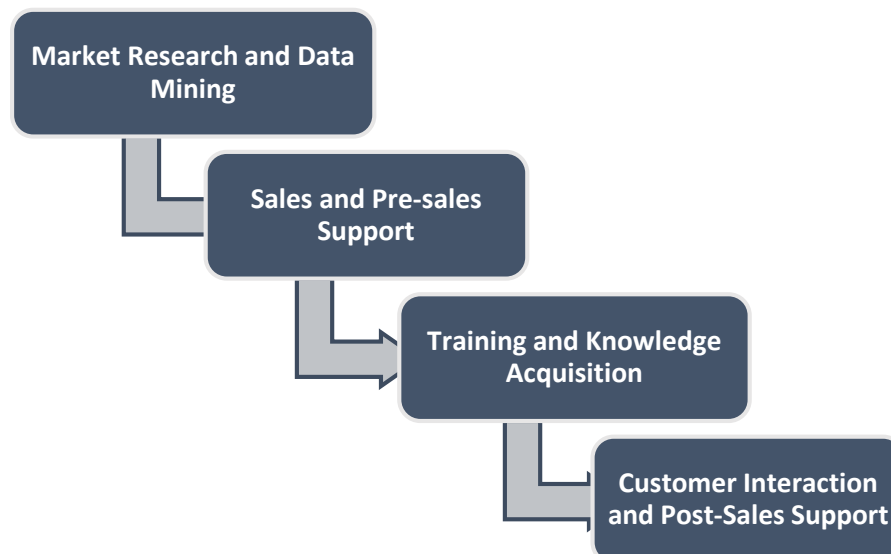 Market Research and Data
Mining
Sales and Pre-sales
Support
Training and Knowledge
Acquisition
Customer Interaction
and Post-Sales Support